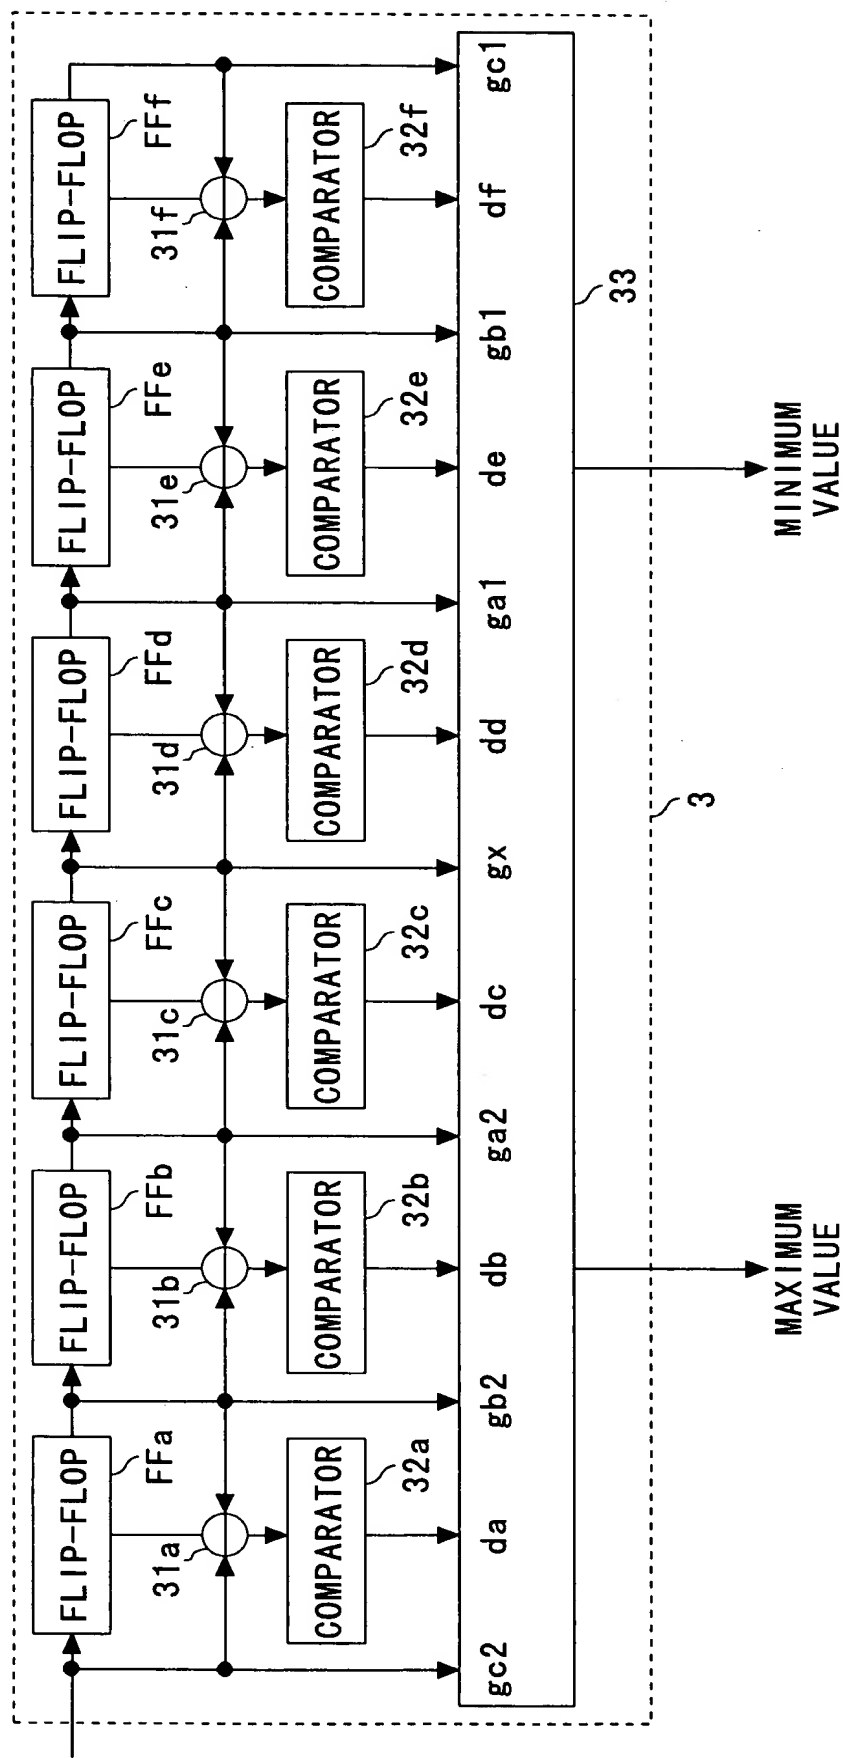 FLIP-FLOP
FLIP-FLOP
FLIP-FLOP
FLIP-FLOP
FLIP-FLOP
FLIP-FLOP
FFa
FFb
FFc
FFd
FFe
FFf
31a
31b
31c
31d
31e
31f
COMPARATOR
COMPARATOR
COMPARATOR
COMPARATOR
COMPARATOR
COMPARATOR
32a
32b
32c
32d
32e
32f
gc2
da
gb2
db
ga2
dc
gx
dd
ga1
de
gb1
df
gc1
33
3
MAXIMUM
VALUE
MINIMUM
VALUE